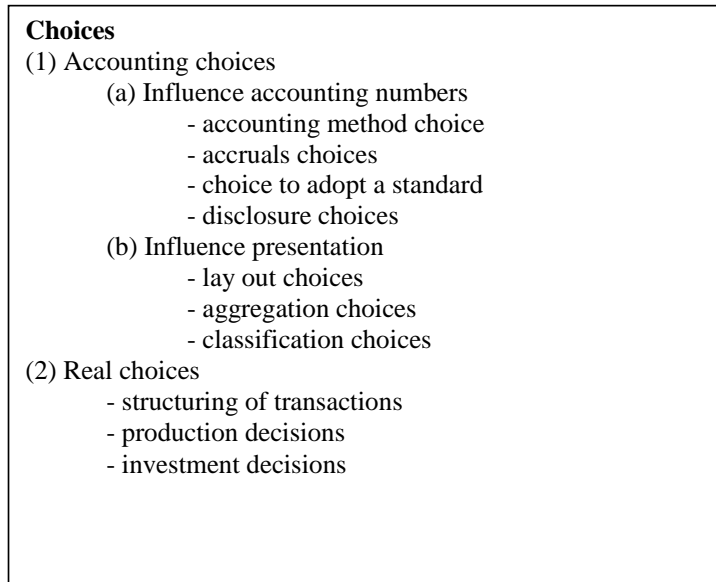 Choices
(1) Accounting choices
(a) Influence accounting numbers
- accounting method choice
- accruals choices
- choice to adopt a standard
- disclosure choices
(b) Influence presentation
- lay out choices
- aggregation choices
- classification choices
(2) Real choices
- structuring of transactions
- production decisions
- investment decisions